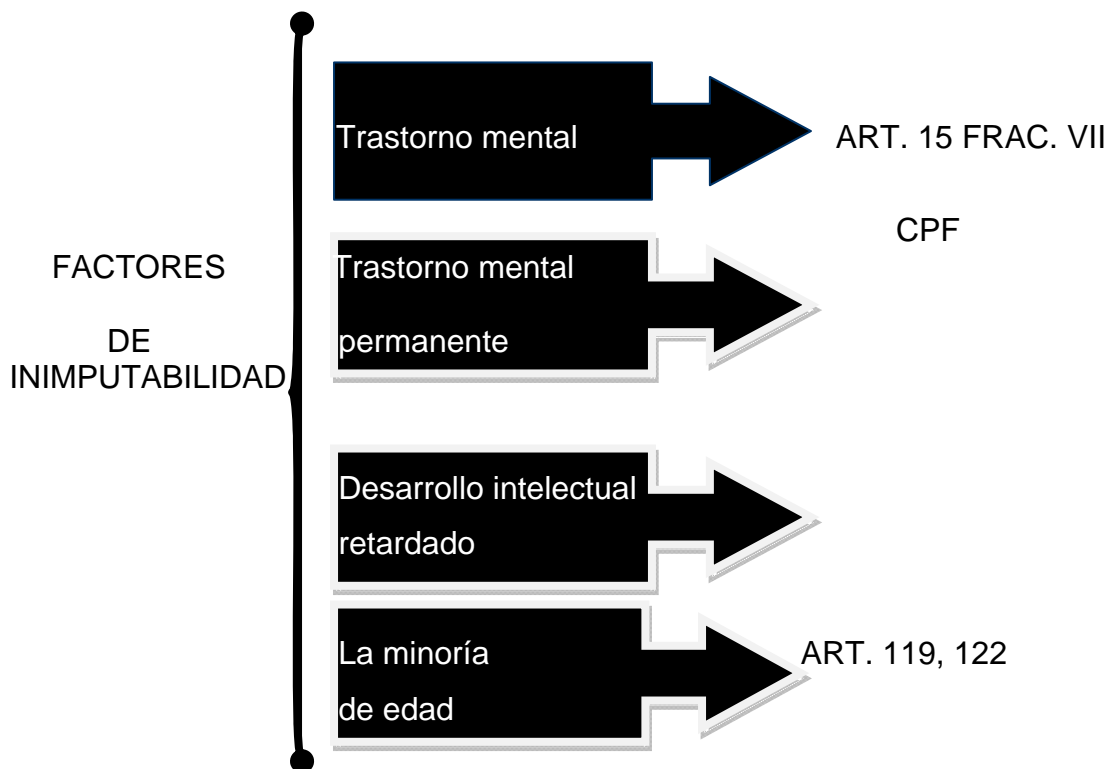 FACTORES
DE
INIMPUTABILIDAD
Trastorno mental
ART. 15 FRAC. VII
CPF
Trastorno mental
permanente
Desarrollo intelectual
retardado
La minoría
de edad
ART. 119, 122